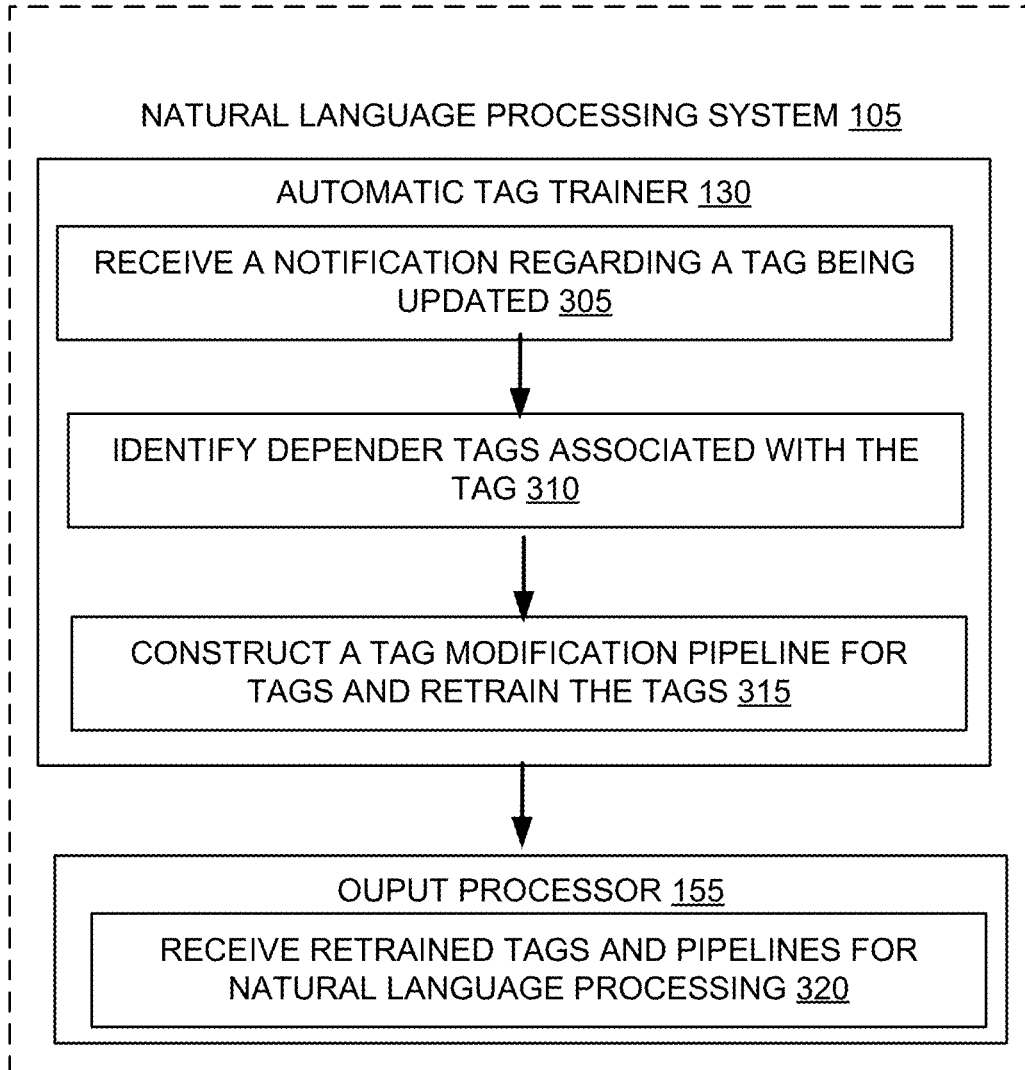 NATURAL LANGUAGE PROCESSING SYSTEM 105
AUTOMATIC TAG TRAINER 130
RECEIVE A NOTIFICATION REGARDING A TAG BEING
UPDATED 305
IDENTIFY DEPENDER TAGS ASSOCIATED WITH THE
TAG 310
CONSTRUCT A TAG MODIFICATION PIPELINE FOR
TAGS AND RETRAIN THE TAGS 315
OUPUT PROCESSOR 155
RECEIVE RETRAINED TAGS AND PIPELINES FOR
NATURAL LANGUAGE PROCESSING 320